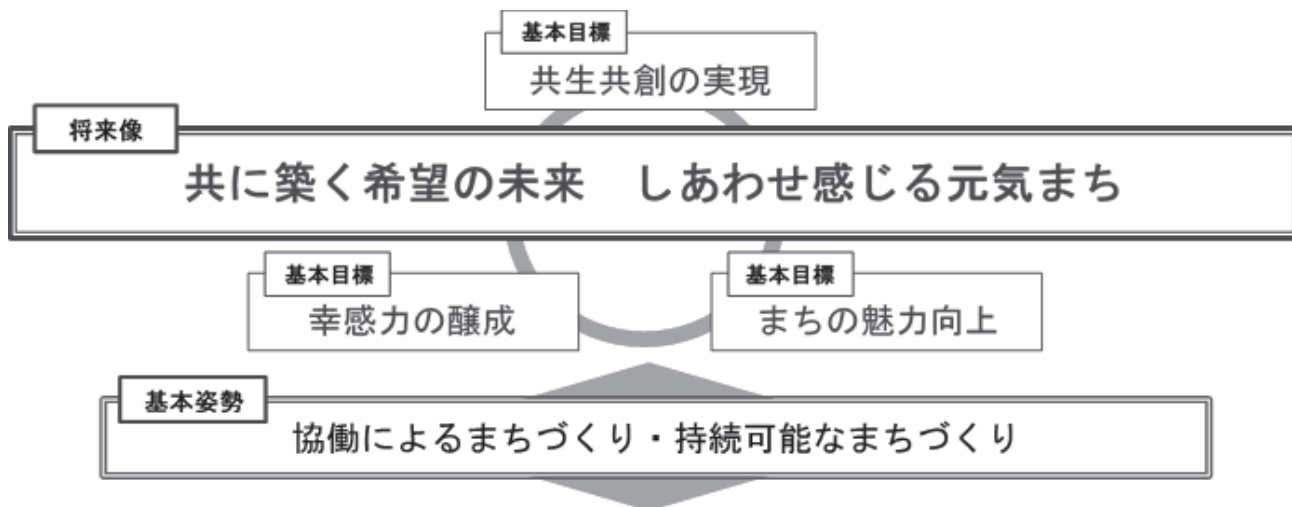 基本目標
共生共創の実現
将来像
共に築く希望の未来　しあわせ感じる元気まち
基本目標
幸感力の醸成
基本目標
まちの魅力向上
基本姿勢
協働によるまちづくり・持続可能なまちづくり